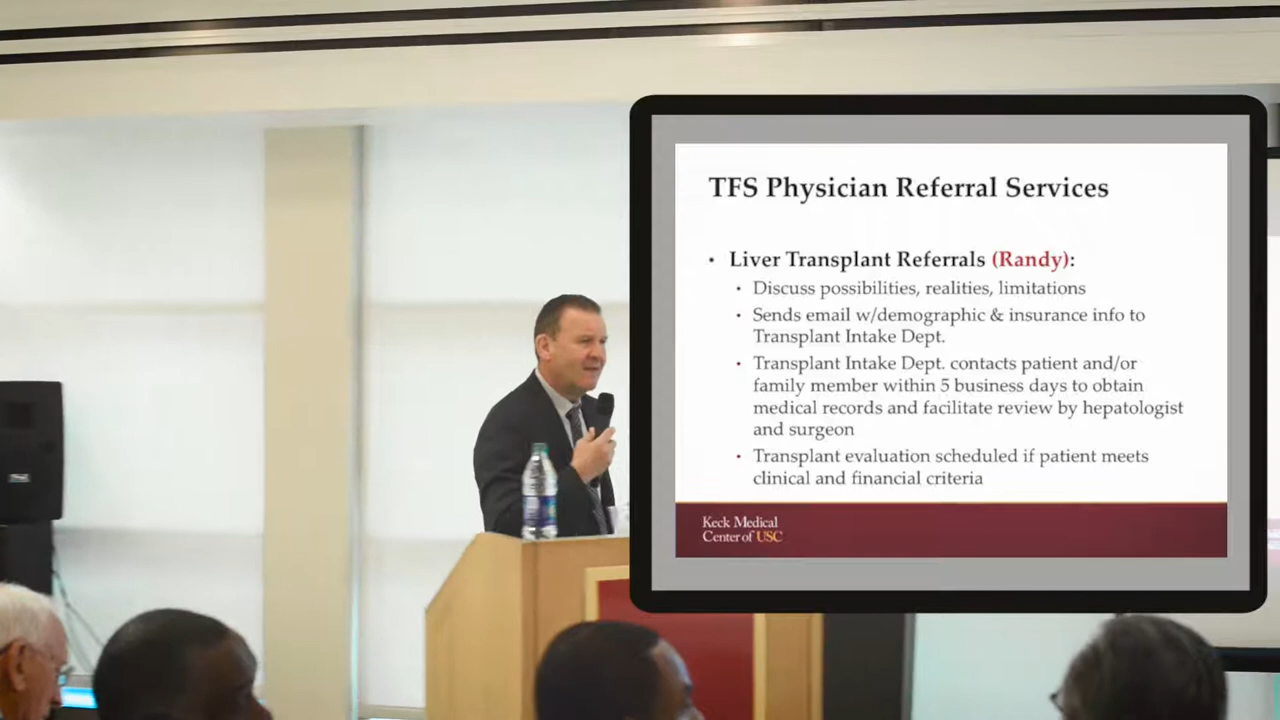 TFS Physician Referral Services
• Liver Transplant Referrals (Randy):
• Discuss possibilities, realities, limitations
• Sends email w/demographic & insurance info to
Transplant Intake Dept.
• Transplant Intake Dept. contacts patient and/or
family member within 5 business days to obtain
medical records and facilitate review by hepatologist
and surgeon
• Transplant evaluation scheduled if patient meets
clinical and financial criteria
Keck Medical
Center of USC